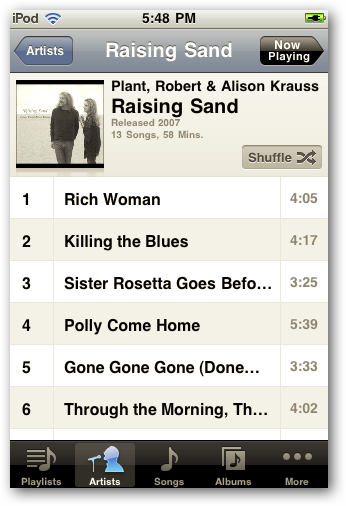 iPod 5:48 PM
Artists Raising Sand Now Playing
Plant, Robert & Alison Krauss
Raising Sand
Released 2007
13 Songs, 58 Mins.
Shuffle
1 Rich Woman 4:05
2 Killing the Blues 4:17
3 Sister Rosetta Goes Befo... 3:25
4 Polly Come Home 5:39
5 Gone Gone Gone (Done... 3:33
6 Through the Morning, Th... 4:02
Playlists Artists Songs Albums More